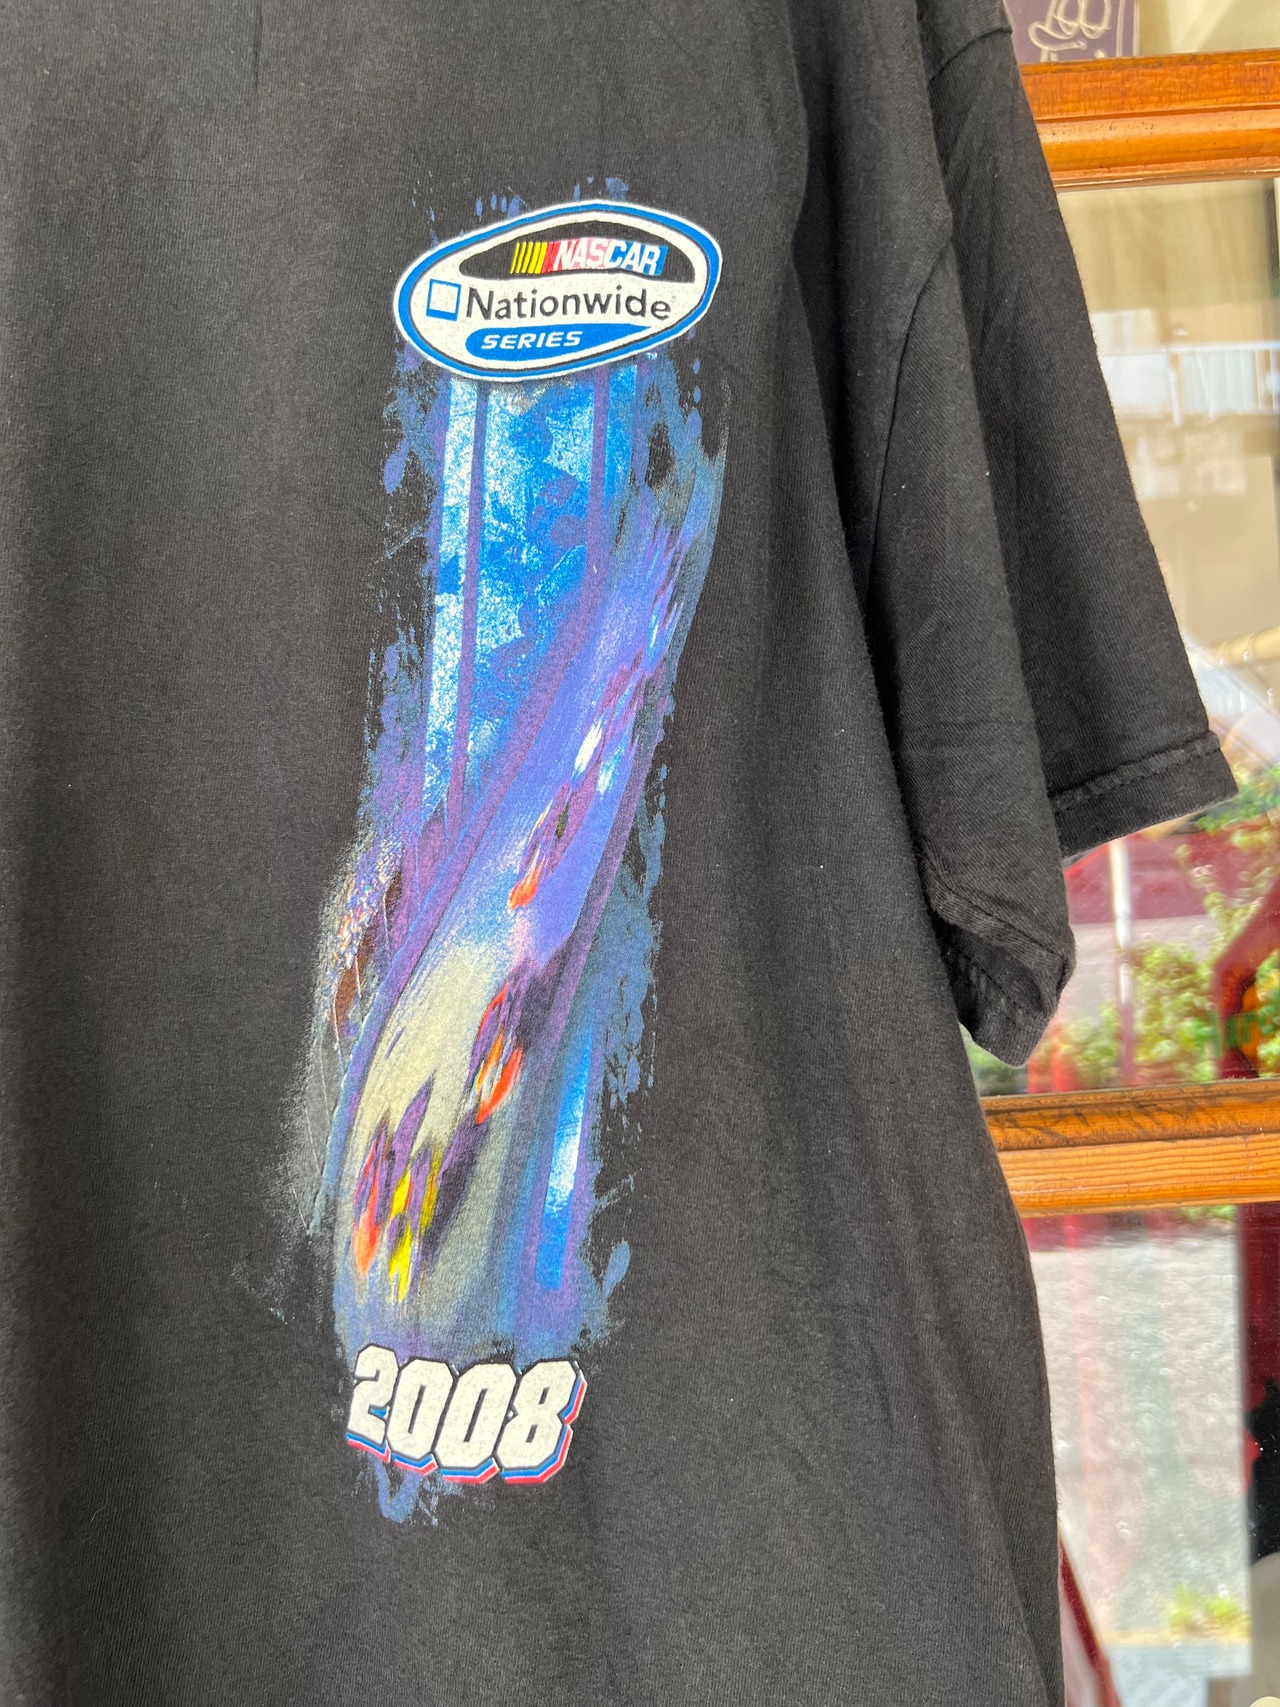 NASCAR
Nationwide
SERIES
2008